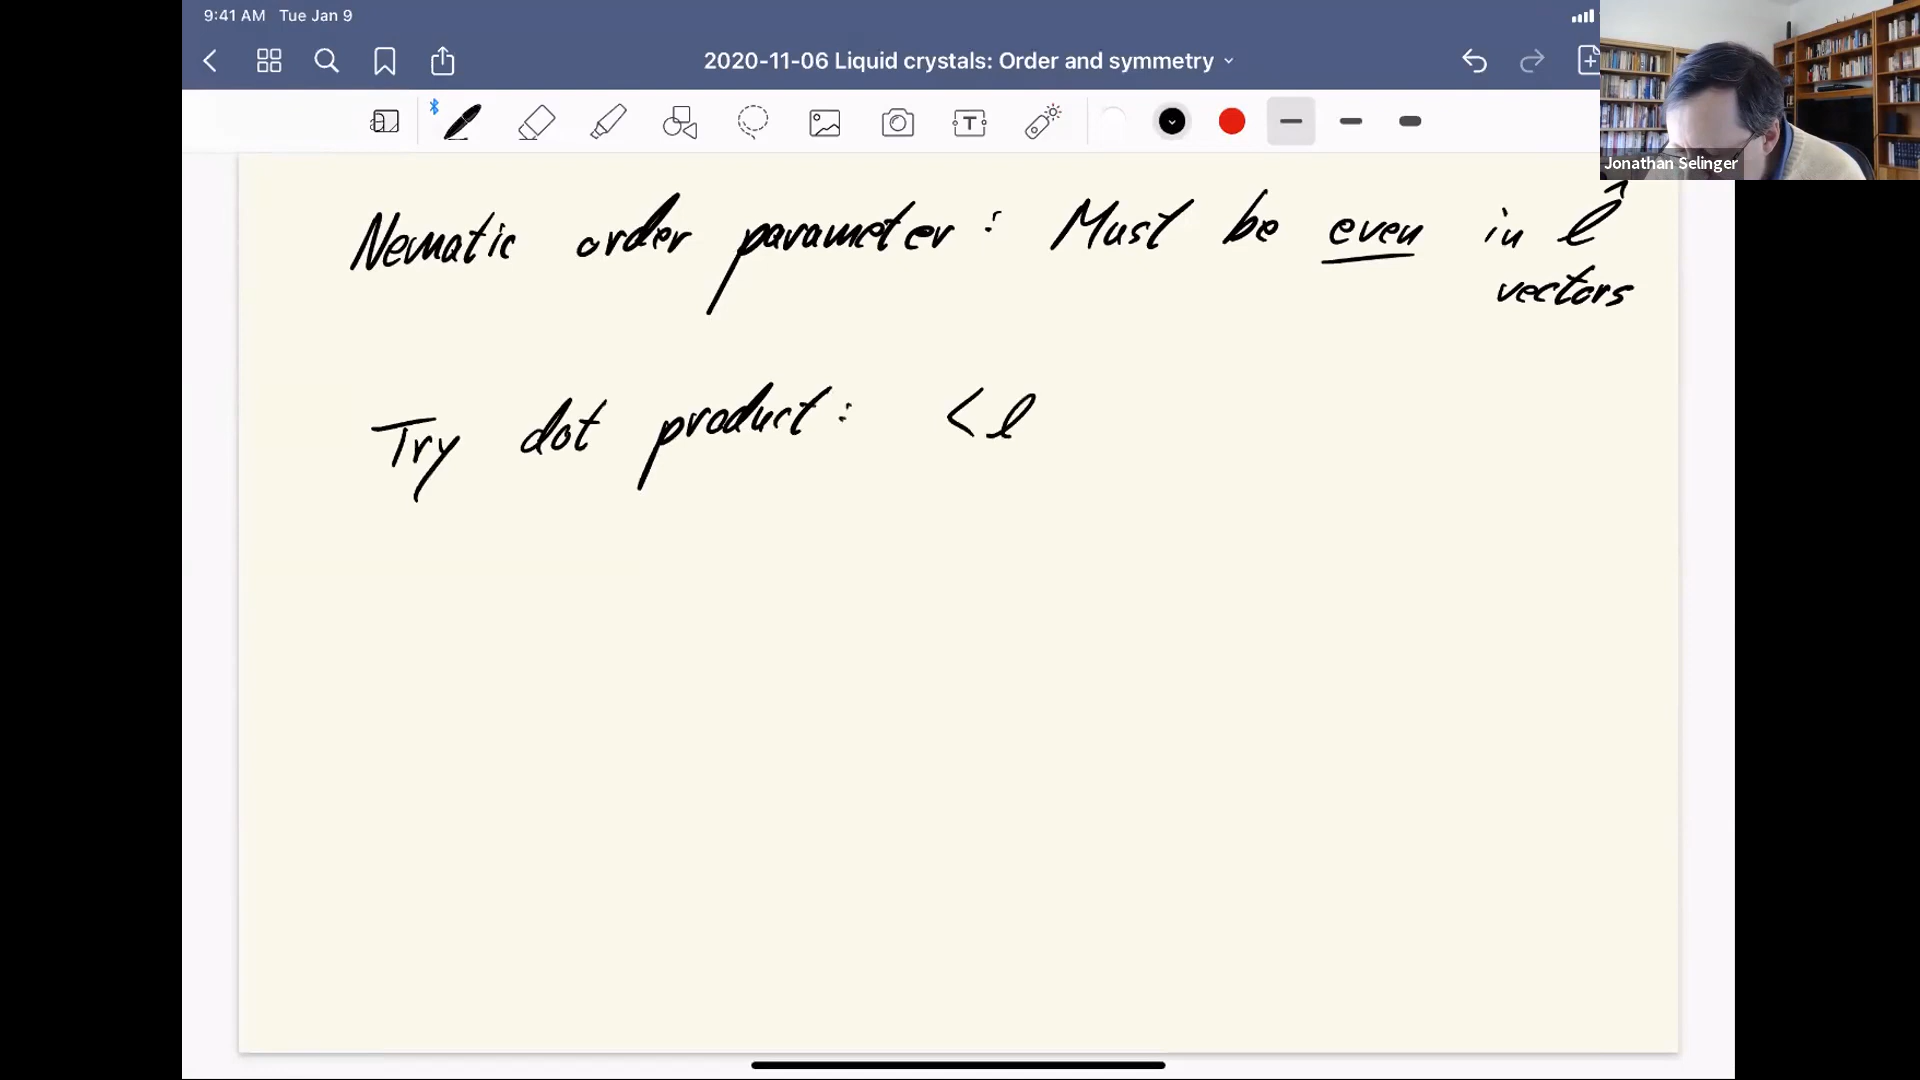 9:41 AM Tue Jan 9
2020-11-06 Liquid crystals: Order and symmetry
T
Jonathan Selinger
Nematic order parameter : Must be even in ℓ̂
vectors
Try dot product : < ℓ